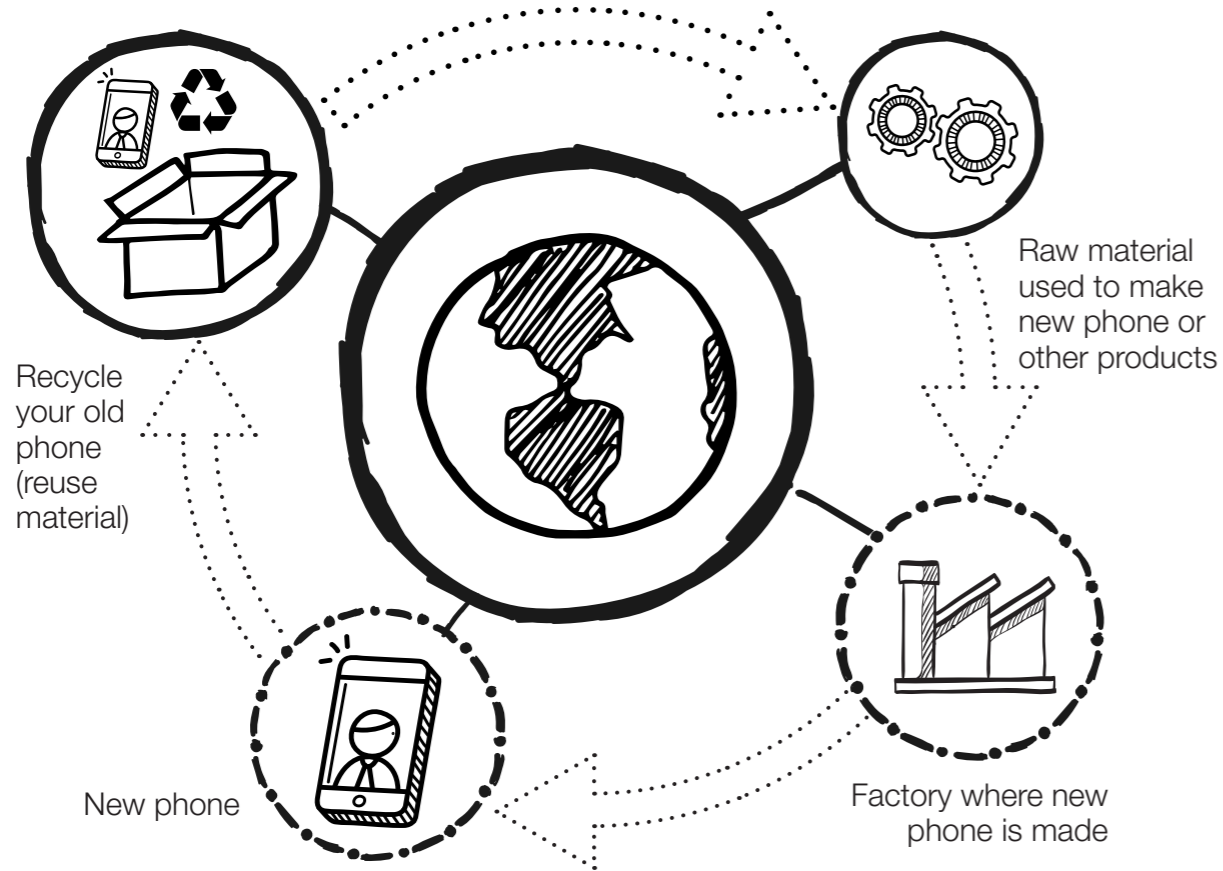 Raw material
used to make
new phone or
other products
Recycle
your old
phone
(reuse
material)
New phone
Factory where new
phone is made